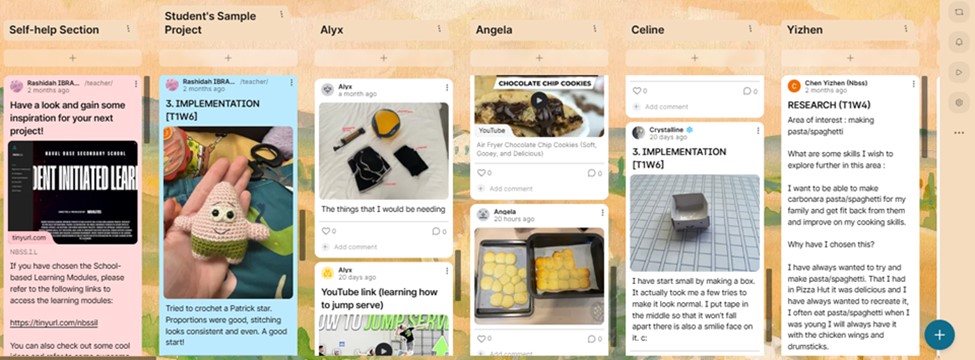 Self-help Section
Rashidah IBRA... /teacher/
2 months ago
Have a look and gain some
inspiration for your next
project!
NAVAL BASE SECONDARY SCHOOL
DENT INITIATED LEAR
tinyurl.com
NBSS.I.L
If you have chosen the School-
based Learning Modules, please
refer to the following links to
access the learning modules:
https://tinyurl.com/nbssil
You can also check out some cool
Student's Sample
Project
Rashidah IBRA... /teacher/
2 months ago
3. IMPLEMENTATION
[T1W6]
Tried to crochet a Patrick star.
Proportions were good, stitching
looks consistent and even. A good
start!
Alyx
Alyx
a month ago
The things that I would be needing
0
0
Add comment
Alyx
20 days ago
YouTube link (learning how
to jump serve)
HOW TO JUMP SERVE
Angela
CHOCOLATE CHIP COOKIES
YouTube
Air Fryer Chocolate Chip Cookies (Soft,
Gooey, and Delicious)
0
0
Add comment
Angela
20 hours ago
0
0
Add comment
Celine
0
0
Add comment
Crystalline
20 days ago
3. IMPLEMENTATION
[T1W6]
I have start small by making a box.
It actually took me a few tries to
make it look normal. I put tape in
the middle so that it won't fall
apart there is also a smilie face on
it. c:
Yizhen
C
Chen Yizhen (Nbss)
2 months ago
RESEARCH (T1W4)
Area of interest : making
pasta/spaghetti
What are some skills I wish to
explore further in this area :
I want to be able to make
carbonara pasta/spaghetti for my
family and got fit back from them
and improve on my cooking skills.
Why have I chosen this?
I have always wanted to try and
make pasta/spaghetti. That I had
in Pizza Hut it was delicious and I
have always wanted to recreate it,
I often eat pasta/spaghetti when I
was young I will always have it
with the chicken wings and
drumsticks.